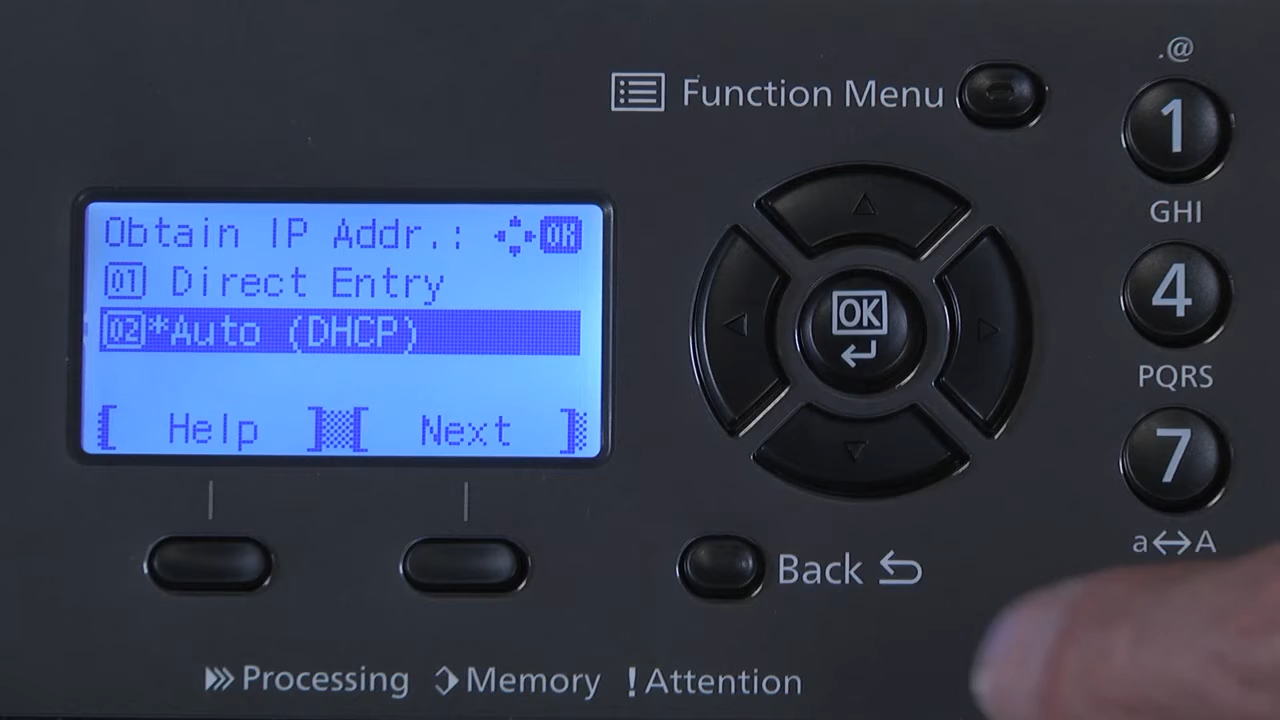 .@
Function Menu
1
Obtain IP Addr.: OK
01 Direct Entry
02 *Auto (DHCP)
[ Help ] [ Next ]
OK
GHI
4
PQRS
7
a↔A
Back
Processing Memory !Attention